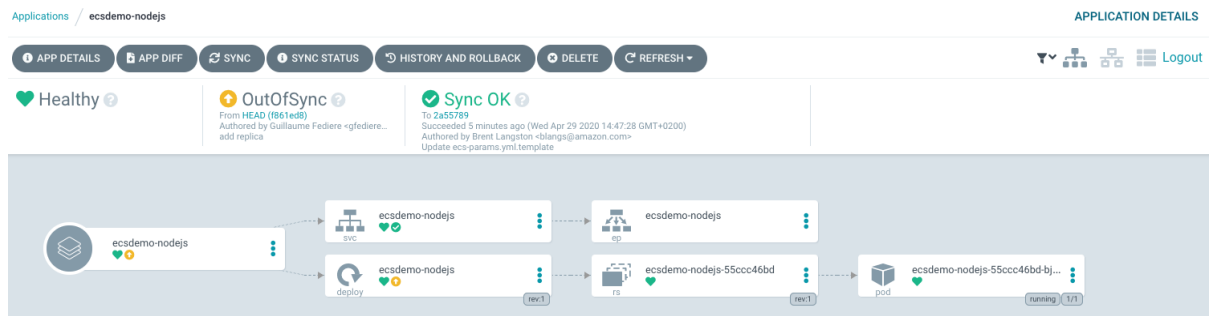 Applications / ecsdemo-nodejs
APPLICATION DETAILS
APP DETAILS APP DIFF SYNC SYNC STATUS HISTORY AND ROLLBACK DELETE REFRESH
Logout
Healthy
OutOfSync
From HEAD (f861ed8)
Authored by Guillaume Fediere <gfediere...
add replica
Sync OK
To 2a55789
Succeeded 5 minutes ago (Wed Apr 29 2020 14:47:28 GMT+0200)
Authored by Brent Langston <blangs@amazon.com>
Update ecs-params.yml.template
ecsdemo-nodejs
ecsdemo-nodejs
svc
ecsdemo-nodejs
ep
ecsdemo-nodejs
deploy
rev:1
ecsdemo-nodejs-55ccc46bd
rs
rev:1
ecsdemo-nodejs-55ccc46bd-bj...
pod
running 1/1